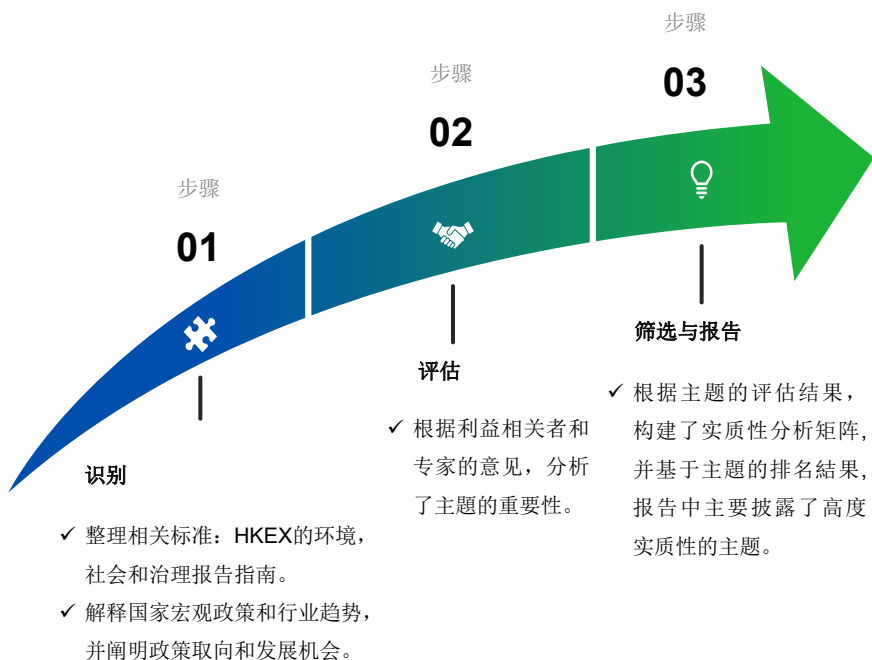 步骤
01
识别
✓ 整理相关标准：HKEX的环境，
社会和治理报告指南。
✓ 解释国家宏观政策和行业趋势，
并阐明政策取向和发展机会。
步骤
02
评估
✓ 根据利益相关者和
专家的意见，分析
了主题的重要性。
步骤
03
筛选与报告
✓ 根据主题的评估结果，
构建了实质性分析矩阵,
并基于主题的排名結果,
报告中主要披露了高度
实质性的主题。